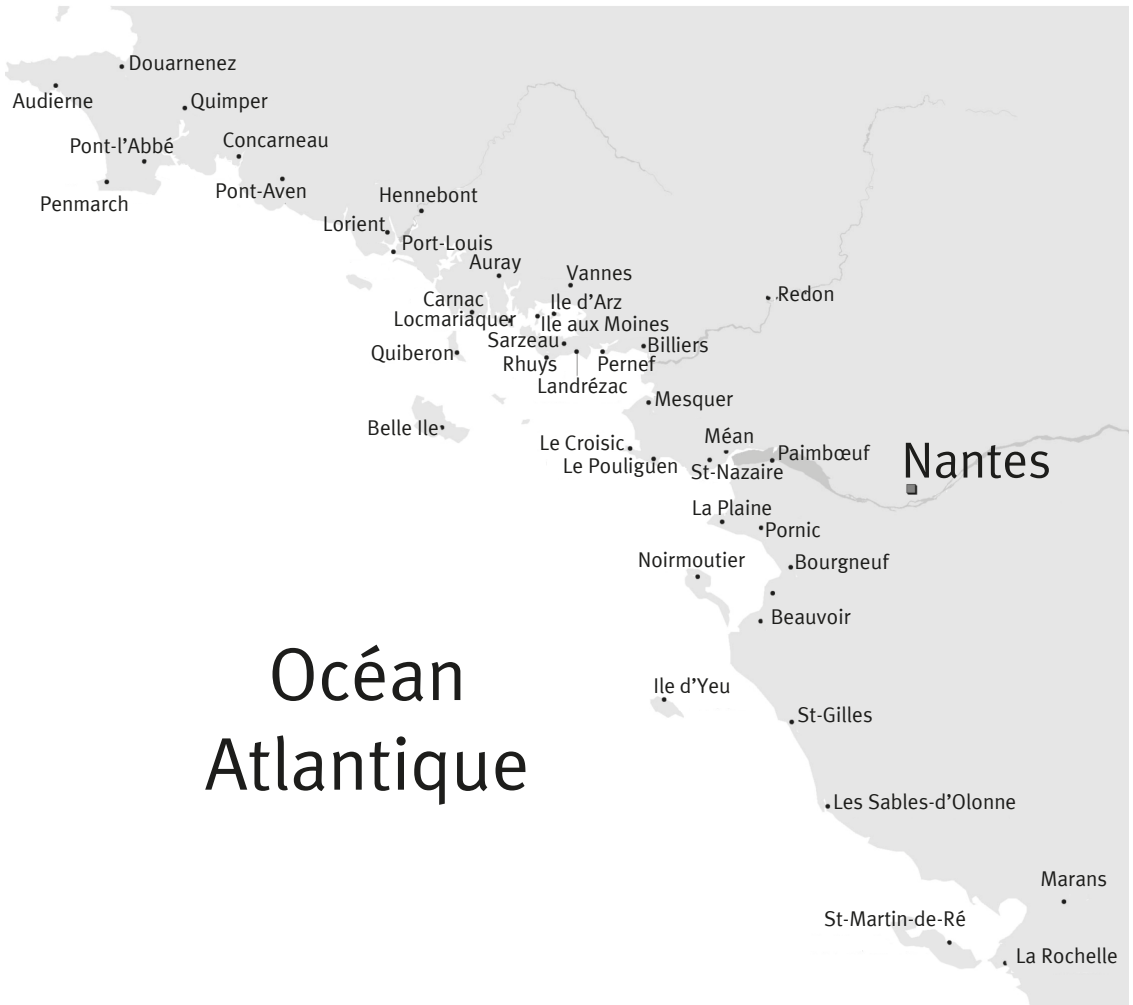 Douarnenez
Audierne
Quimper
Pont-l'Abbé
Concarneau
Penmarch
Pont-Aven
Hennebont
Lorient
Port-Louis
Auray
Vannes
Redon
Carnac
Ile d'Arz
Locmariaquer
Ile aux Moines
Sarzeau
Billiers
Quiberon
Rhuys
Pernef
Landrézac
Mesquer
Belle Ile
Le Croisic
Méan
Paimbœuf
Nantes
Le Pouliguen
St-Nazaire
La Plaine
Pornic
Noirmoutier
Bourgneuf
Beauvoir
Océan
Atlantique
Ile d'Yeu
St-Gilles
Les Sables-d'Olonne
Marans
St-Martin-de-Ré
La Rochelle